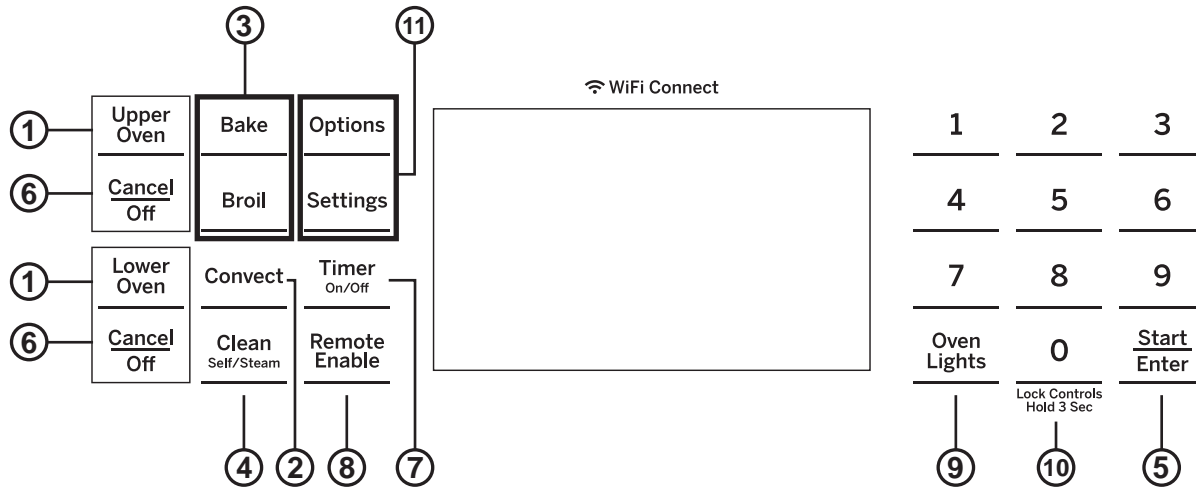 3
11
WiFi Connect
1
Upper
Oven
Bake
Options
1
2
3
6
Cancel
Off
Broil
Settings
4
5
6
1
Lower
Oven
Convect
Timer
On/Off
7
8
9
6
Cancel
Off
Clean
Self/Steam
Remote
Enable
Oven
Lights
0
Start
Enter
Lock Controls
Hold 3 Sec
4
2
8
7
9
10
5